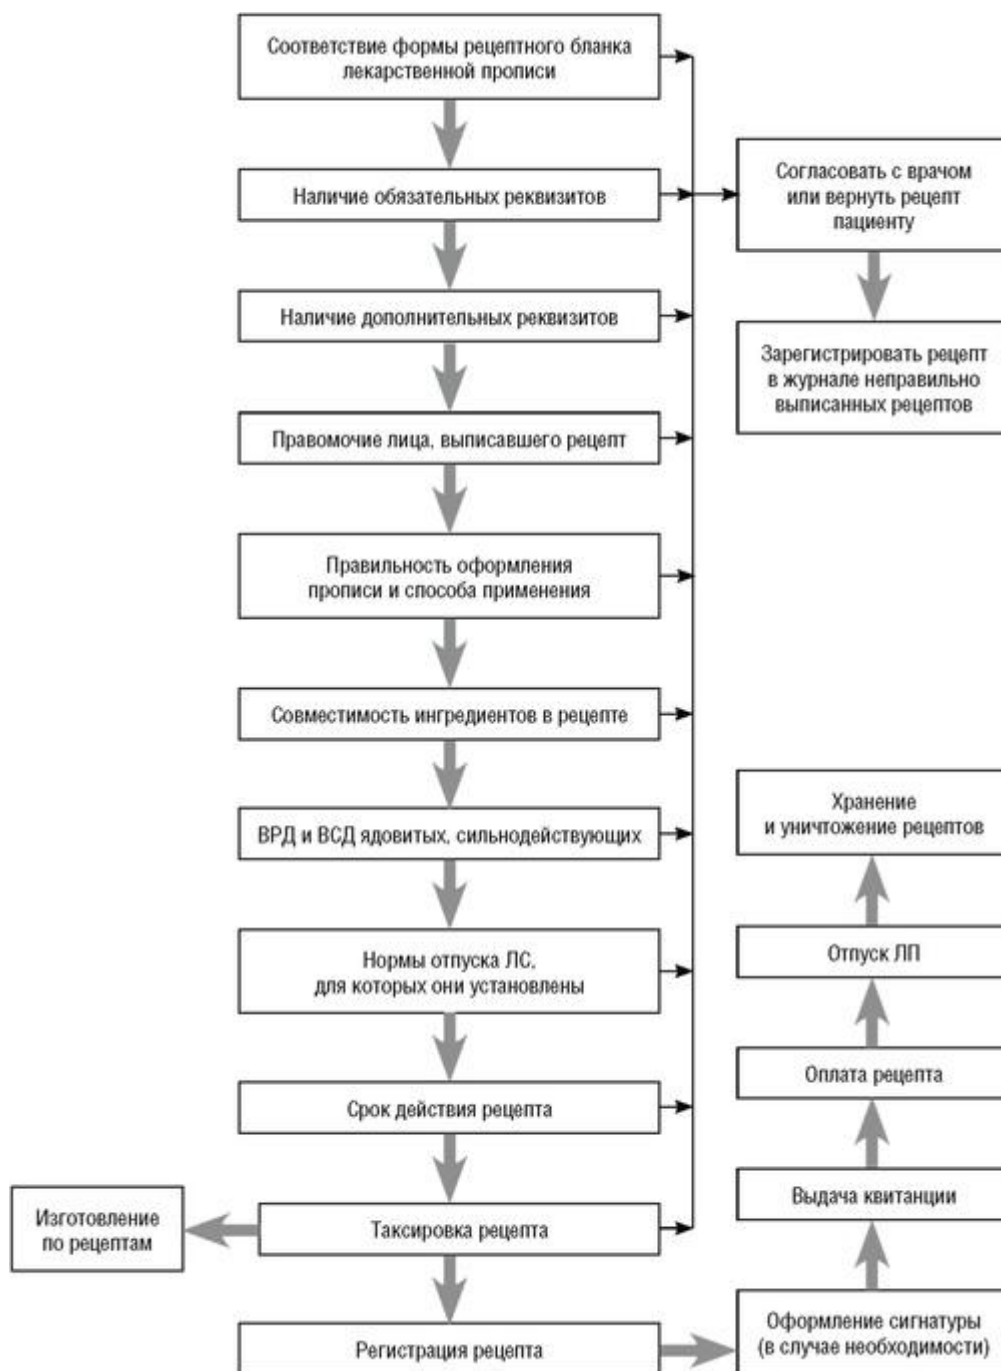 Соответствие формы рецептного бланка
лекарственной прописи
Наличие обязательных реквизитов
Согласовать с врачом
или вернуть рецепт
пациенту
Наличие дополнительных реквизитов
Зарегистрировать рецепт
в журнале неправильно
выписанных рецептов
Правомочие лица, выписавшего рецепт
Правильность оформления
прописи и способа применения
Совместимость ингредиентов в рецепте
ВРД и ВСД ядовитых, сильнодействующих
Нормы отпуска ЛС,
для которых они установлены
Срок действия рецепта
Таксировка рецепта
Изготовление
по рецептам
Регистрация рецепта
Оформление сигнатуры
(в случае необходимости)
Выдача квитанции
Оплата рецепта
Отпуск ЛП
Хранение
и уничтожение рецептов